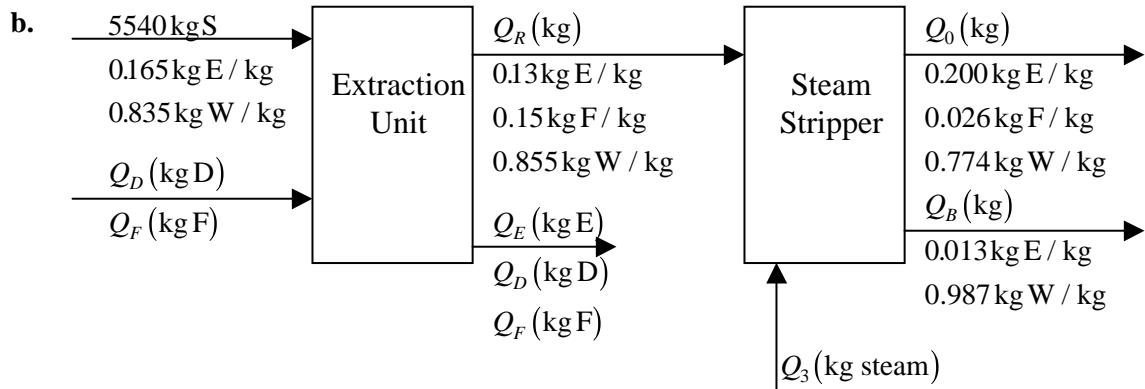 b.
5540 kg S
0.165 kg E / kg
0.835 kg W / kg
Q_D (kg D)
Q_F (kg F)
Extraction
Unit
Q_R (kg)
0.13 kg E / kg
0.15 kg F / kg
0.855 kg W / kg
Q_E (kg E)
Q_D (kg D)
Q_F (kg F)
Steam
Stripper
Q_0 (kg)
0.200 kg E / kg
0.026 kg F / kg
0.774 kg W / kg
Q_B (kg)
0.013 kg E / kg
0.987 kg W / kg
Q_3 (kg steam)